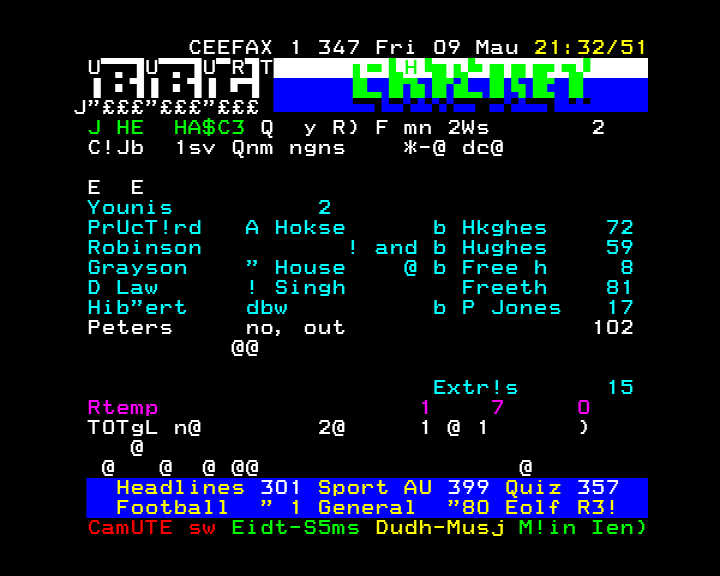 CEEFAX 1 347 Fri 09 Mau 21:32/51
U U U R T H
BBC CRICKET
J"£££"£££"£££
J HE HA$C3 Q y R) F mn 2Ws 2
C!Jb 1sv Qnm ngns *-@ dc@
E E
Younis 2
PrUcT!rd A Hokse b Hkghes 72
Robinson ! and b Hughes 59
Grayson " House @ b Free h 8
D Law ! Singh Freeth 81
Hib"ert dbw b P Jones 17
Peters no, out 102
@@
Extr!s 15
Rtemp 1 7 0
TOTgL n@ 2@ 1 @ 1 )
@
@ @ @ @@ @
Headlines 301 Sport AU 399 Quiz 357
Football " 1 General "80 Eolf R3!
CamUTE sw Eidt-S5ms Dudh-Musj M!in Ien)